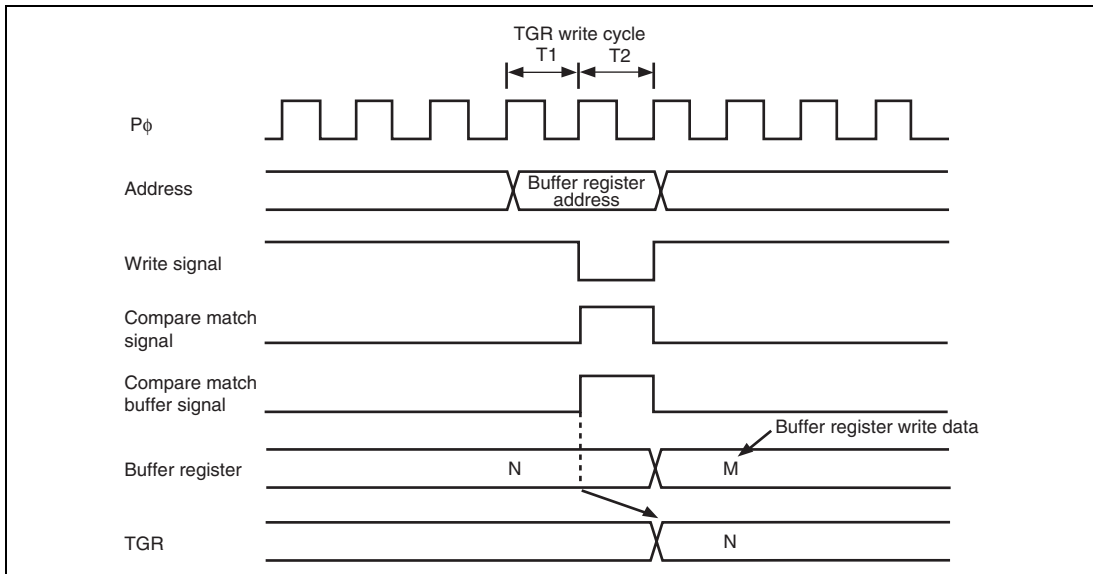 TGR write cycle
T1 T2
Pϕ
Address
Buffer register
address
Write signal
Compare match
signal
Compare match
buffer signal
Buffer register write data
Buffer register
N M
TGR
N